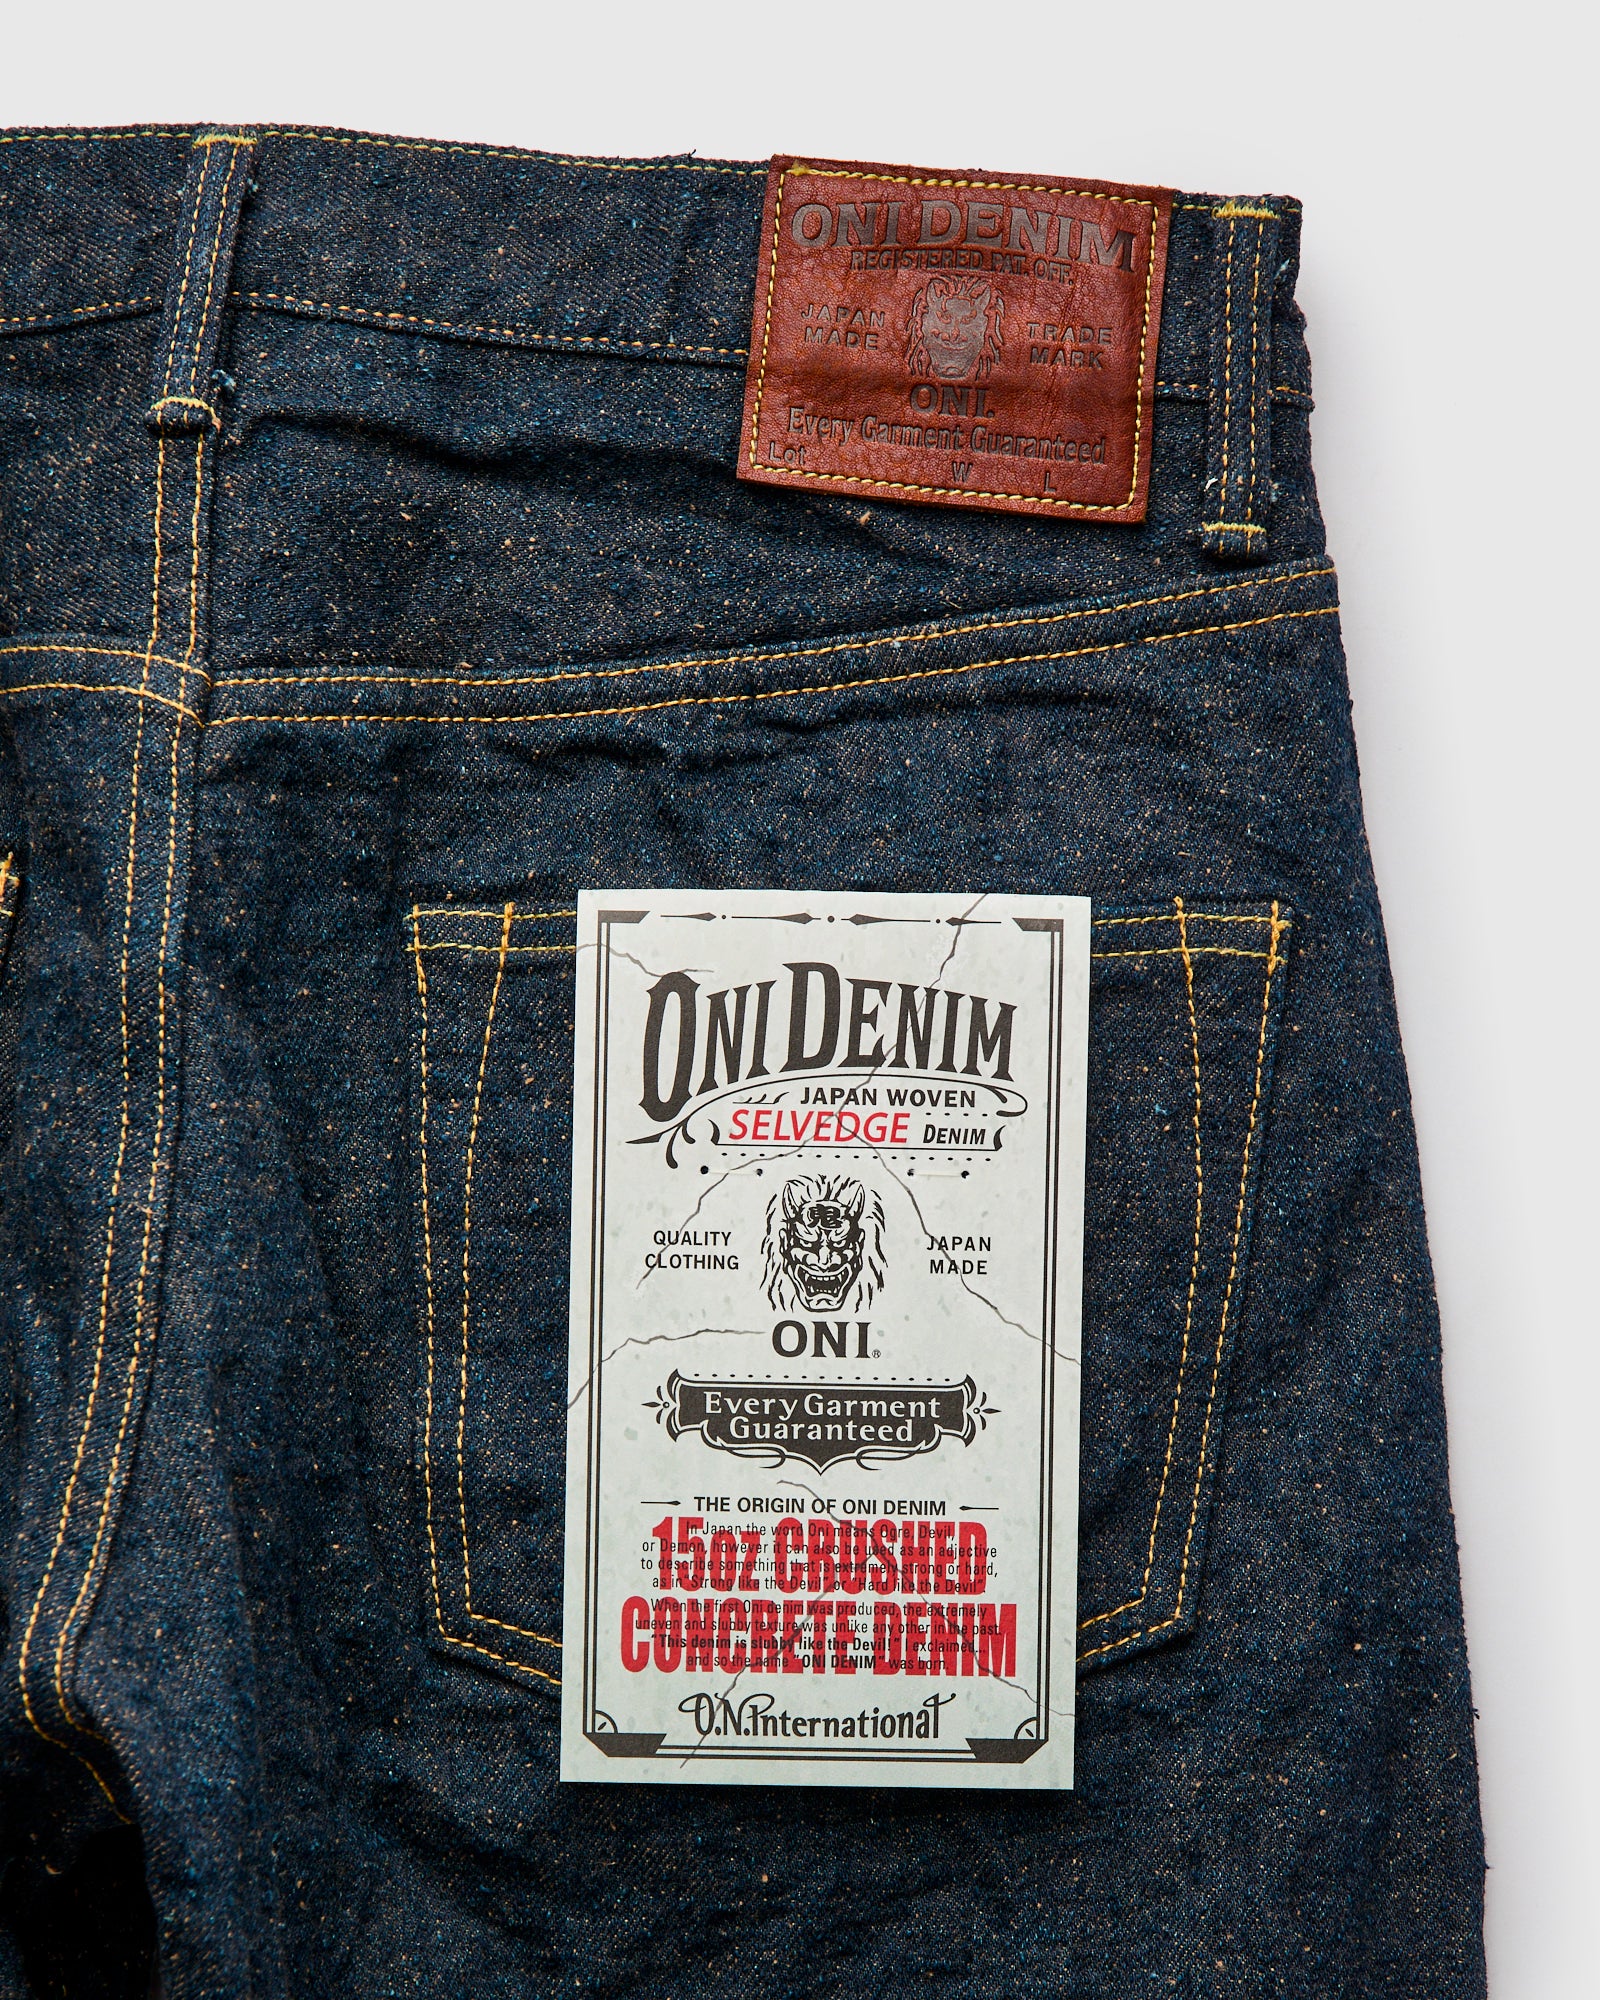 ONI DENIM
REGISTERED PAT. OFF.
JAPAN
MADE
TRADE
MARK
ONI.
Every Garment Guaranteed
Lot W L
ONI DENIM
JAPAN WOVEN
SELVEDGE DENIM
鬼
QUALITY
CLOTHING
JAPAN
MADE
ONI®
Every Garment
Guaranteed
THE ORIGIN OF ONI DENIM
15oz CRUSHED
CONCRETE DENIM
In Japan the word Oni means Ogre, Devil,
or Demon, however it can also be used as an adjective
to describe something that is extremely strong or hard,
as in "Strong like the Devil" or "Hard like the Devil"
When the first Oni denim was produced, the extremely
uneven and slubby texture was unlike any other in the past.
"This denim is slubby like the Devil!" I exclaimed...
and so the name "ONI DENIM" was born.
O.N.International